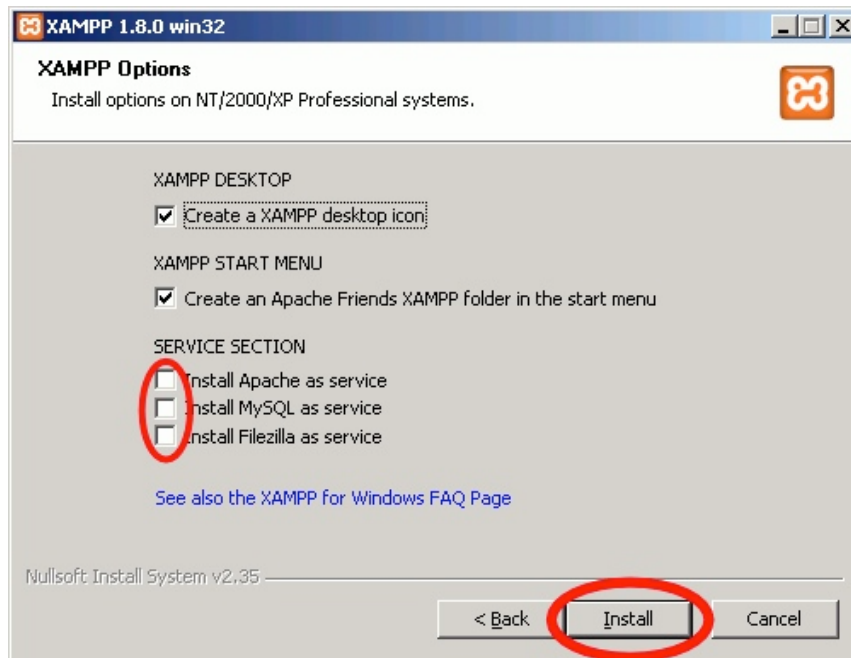 XAMPP 1.8.0 win32
XAMPP Options
Install options on NT/2000/XP Professional systems.
XAMPP DESKTOP
Create a XAMPP desktop icon
XAMPP START MENU
Create an Apache Friends XAMPP folder in the start menu
SERVICE SECTION
Install Apache as service
Install MySQL as service
Install Filezilla as service
See also the XAMPP for Windows FAQ Page
Nullsoft Install System v2.35
< Back Install Cancel